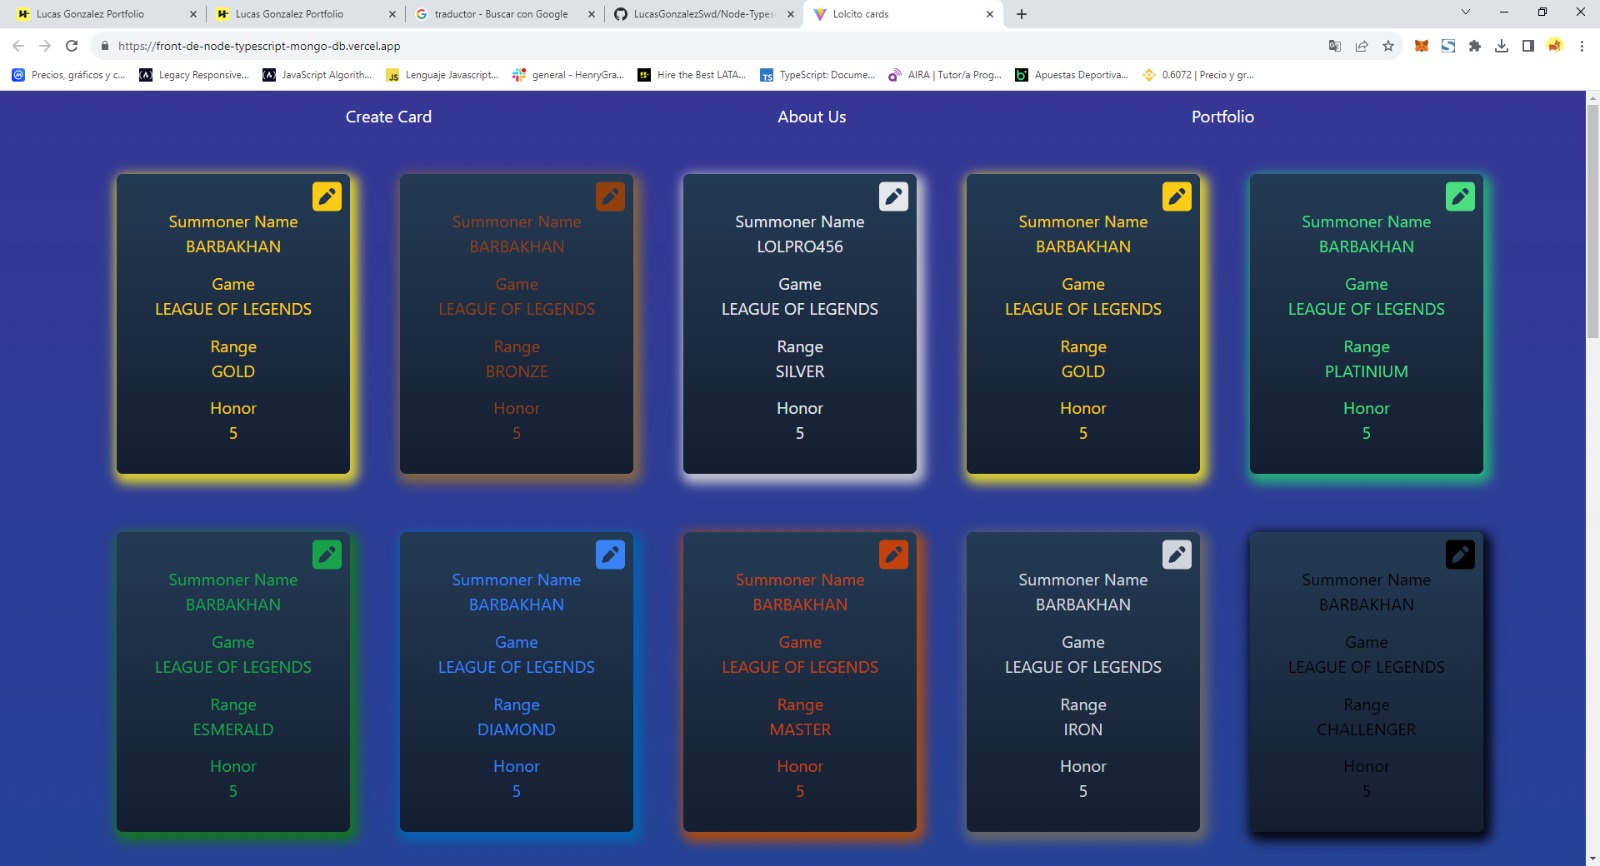 Lucas Gonzalez Portfolio
Lucas Gonzalez Portfolio
traductor - Buscar con Google
LucasGonzalezSwd/Node-Types
Lolcito cards
https://front-de-node-typescript-mongo-db.vercel.app
Precios, gráficos y c...
Legacy Responsive...
JavaScript Algorith...
Lenguaje Javascript...
general - HenryGra...
Hire the Best LATA...
TypeScript: Docume...
AIRA | Tutor/a Prog...
Apuestas Deportiva...
0.6072 | Precio y gr...
Create Card
About Us
Portfolio
Summoner Name
BARBAKHAN
Game
LEAGUE OF LEGENDS
Range
GOLD
Honor
5
Summoner Name
BARBAKHAN
Game
LEAGUE OF LEGENDS
Range
BRONZE
Honor
5
Summoner Name
LOLPRO456
Game
LEAGUE OF LEGENDS
Range
SILVER
Honor
5
Summoner Name
BARBAKHAN
Game
LEAGUE OF LEGENDS
Range
GOLD
Honor
5
Summoner Name
BARBAKHAN
Game
LEAGUE OF LEGENDS
Range
PLATINIUM
Honor
5
Summoner Name
BARBAKHAN
Game
LEAGUE OF LEGENDS
Range
ESMERALD
Honor
5
Summoner Name
BARBAKHAN
Game
LEAGUE OF LEGENDS
Range
DIAMOND
Honor
5
Summoner Name
BARBAKHAN
Game
LEAGUE OF LEGENDS
Range
MASTER
Honor
5
Summoner Name
BARBAKHAN
Game
LEAGUE OF LEGENDS
Range
IRON
Honor
5
Summoner Name
BARBAKHAN
Game
LEAGUE OF LEGENDS
Range
CHALLENGER
Honor
5